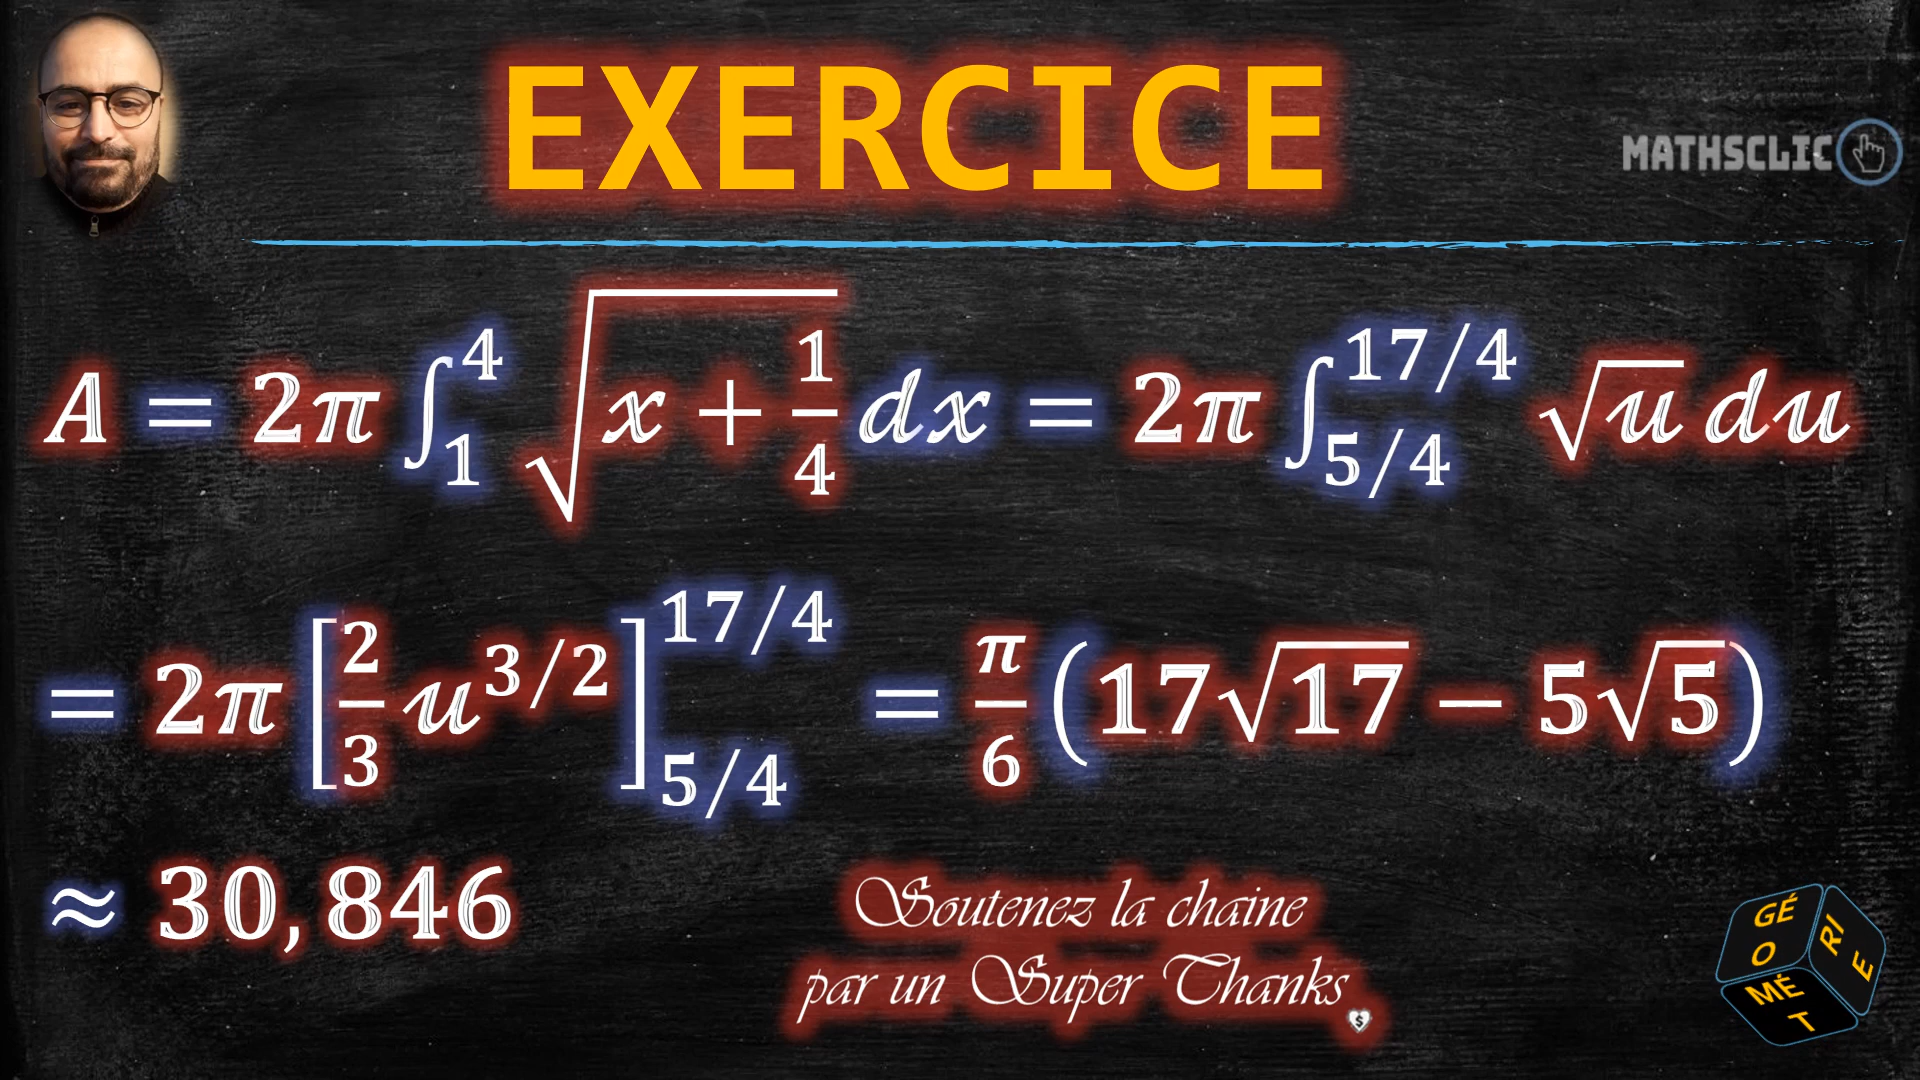 EXERCICE
MATHSCLIC
A = 2π ∫₁⁴ √(x + 1/4) dx = 2π ∫_{5/4}^{17/4} √u du
= 2π [2/3 u^{3/2}]_{5/4}^{17/4} = π/6 (17√17 − 5√5)
≈ 30,846
Soutenez la chaine
par un Super Thanks
GÉ
O
MÉ
T
RI
E